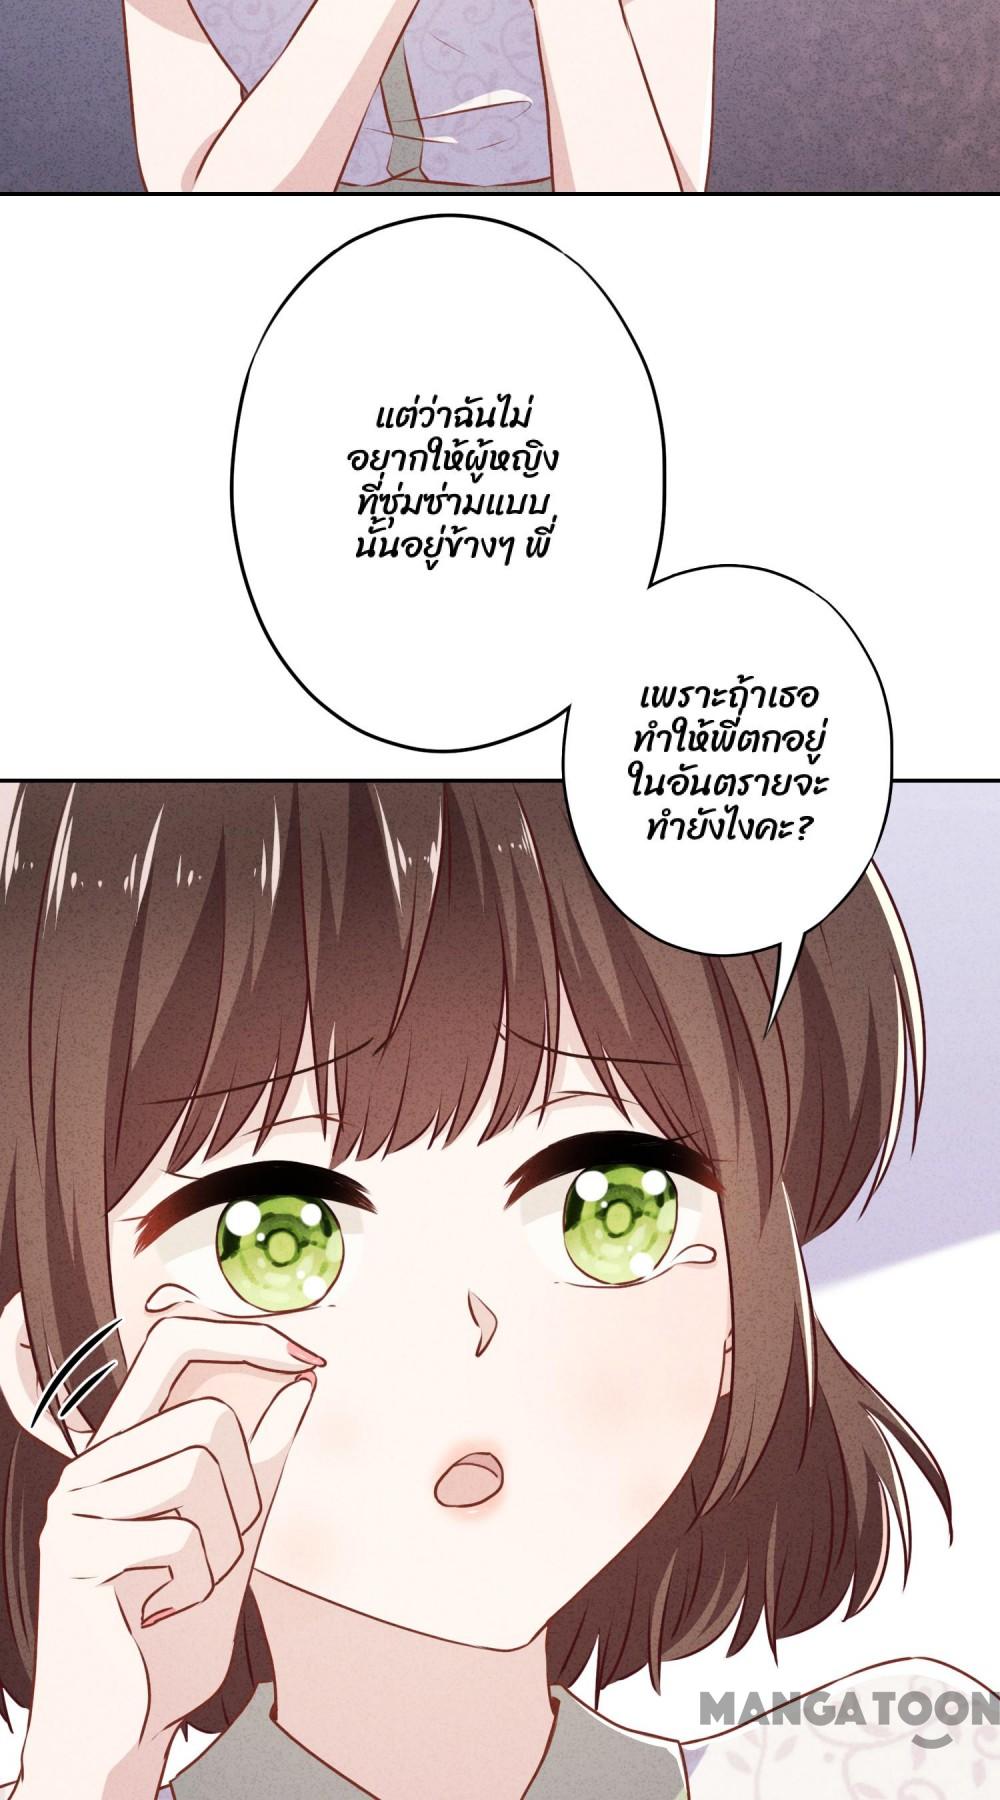 แต่ว่าฉันไม่
อยากให้ผู้หญิง
ที่ซุ่มซ่ามแบบ
นั้นอยู่ข้างๆ พี่
เพราะถ้าเธอ
ทำให้พี่ตกอยู่
ในอันตรายจะ
ทำยังไงคะ?
MANGATOON